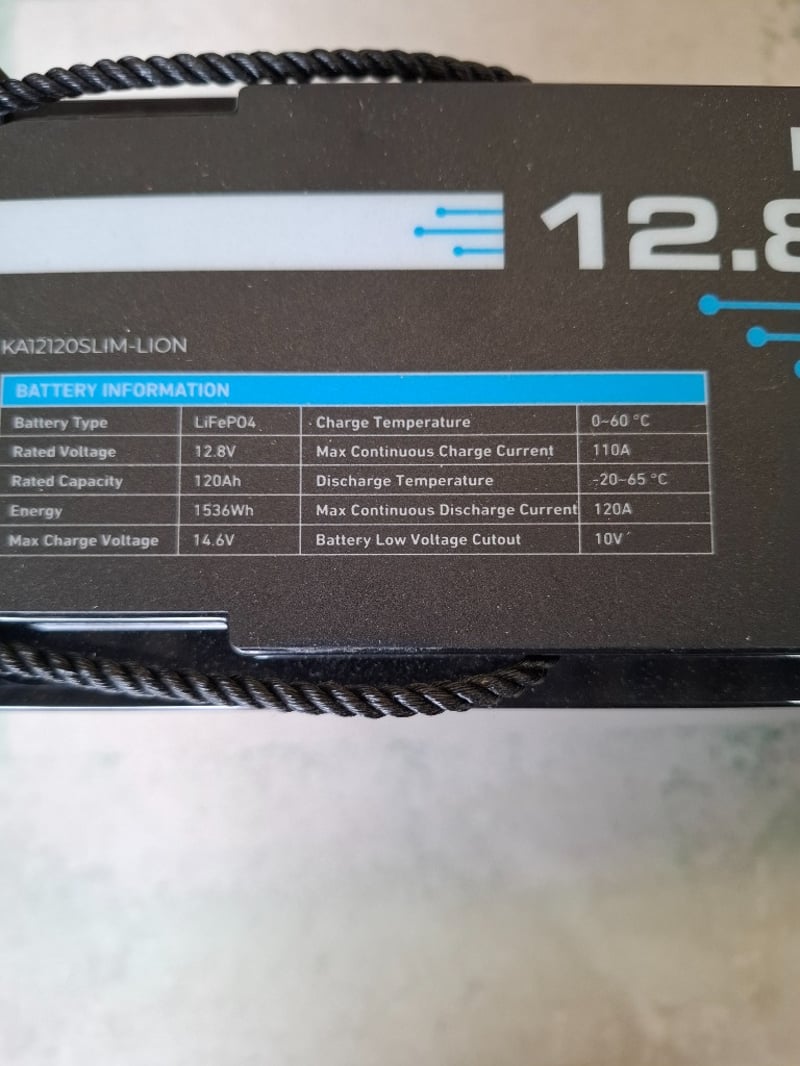 12.8
KA12120SLIM-LION
BATTERY INFORMATION
Battery Type LiFePO4 Charge Temperature 0~60 °C
Rated Voltage 12.8V Max Continuous Charge Current 110A
Rated Capacity 120Ah Discharge Temperature -20~65 °C
Energy 1536Wh Max Continuous Discharge Current 120A
Max Charge Voltage 14.6V Battery Low Voltage Cutout 10V